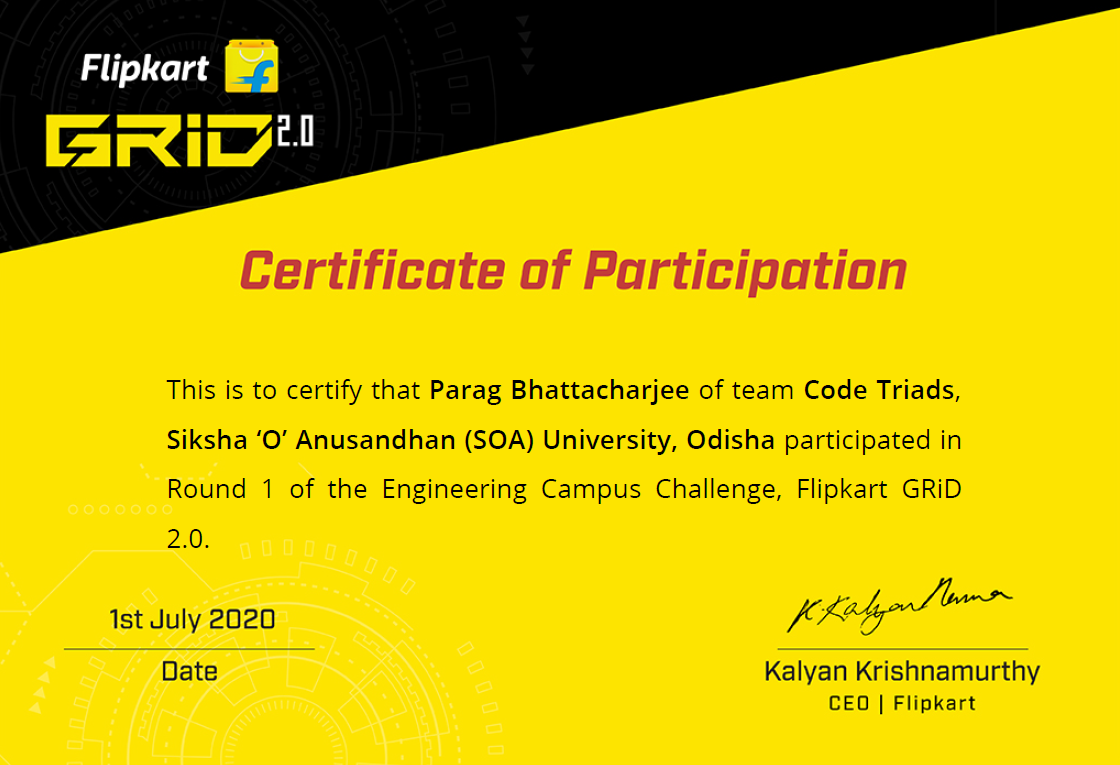 Flipkart
GRiD 2.0
Certificate of Participation
This is to certify that Parag Bhattacharjee of team Code Triads,
Siksha ‘O’ Anusandhan (SOA) University, Odisha participated in
Round 1 of the Engineering Campus Challenge, Flipkart GRiD
2.0.
1st July 2020
Date
Kalyan Krishnamurthy
CEO | Flipkart